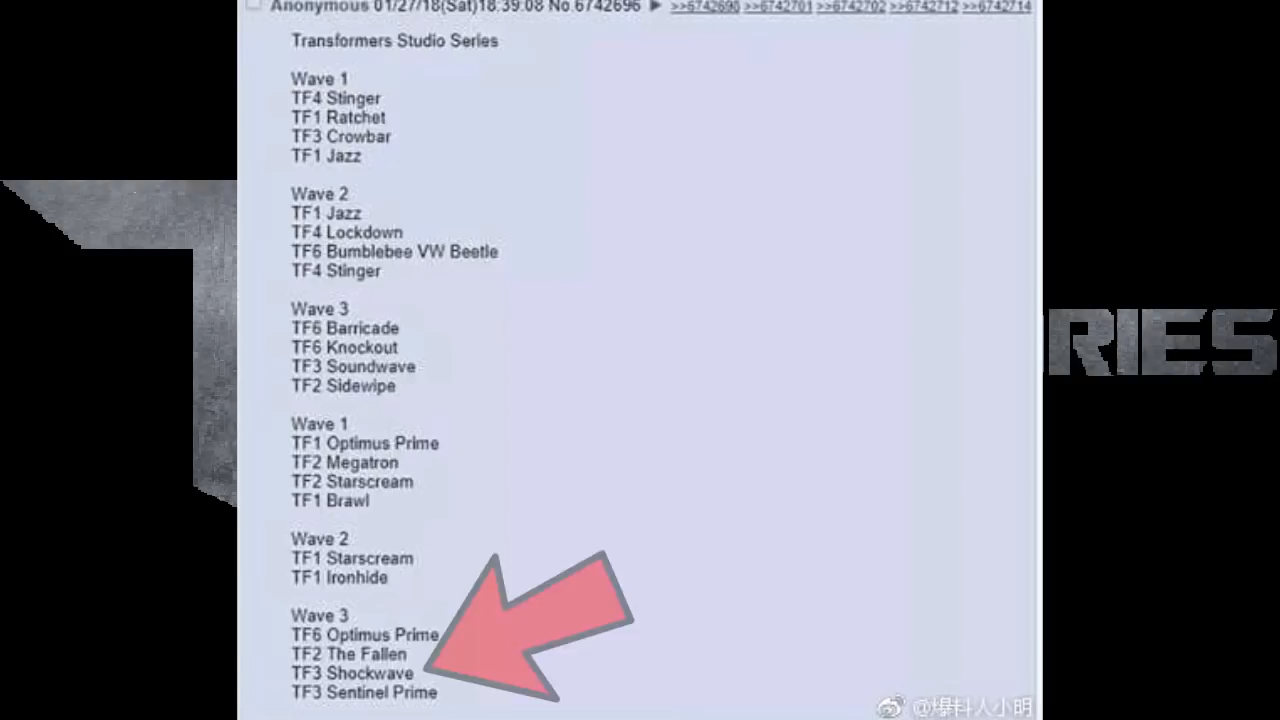 Anonymous 01/27/18(Sat)18:39:08 No.6742696 ▶ >>6742698 >>6742701 >>6742702 >>6742712 >>6742714
Transformers Studio Series
Wave 1
TF4 Stinger
TF1 Ratchet
TF3 Crowbar
TF1 Jazz
Wave 2
TF1 Jazz
TF4 Lockdown
TF6 Bumblebee VW Beetle
TF4 Stinger
Wave 3
TF6 Barricade
TF6 Knockout
TF3 Soundwave
TF2 Sidewipe
Wave 1
TF1 Optimus Prime
TF2 Megatron
TF2 Starscream
TF1 Brawl
Wave 2
TF1 Starscream
TF1 Ironhide
Wave 3
TF6 Optimus Prime
TF2 The Fallen
TF3 Shockwave
TF3 Sentinel Prime
RIES
@爆料人小明